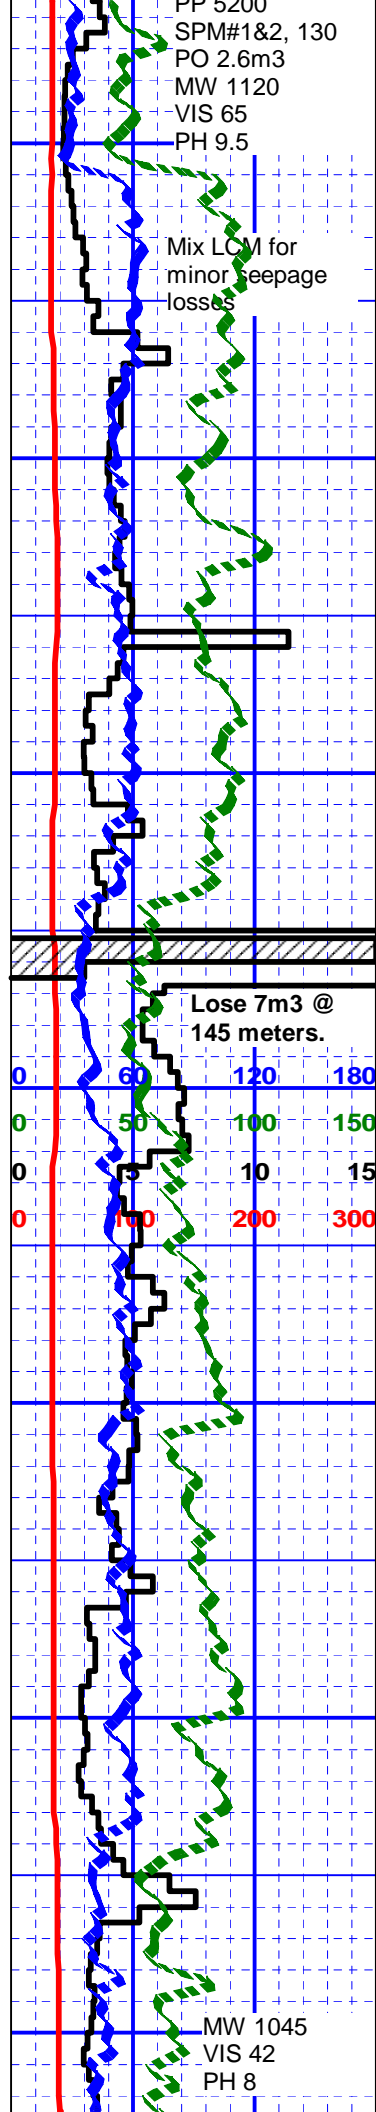 PP 5200
SPM#1&2, 130
PO 2.6m3
MW 1120
VIS 65
PH 9.5
Mix LCM for
minor seepage
losses
Lose 7m3 @
145 meters.
0 60 120 180
0 50 100 150
0 5 10 15
0 100 200 300
MW 1045
VIS 42
PH 8